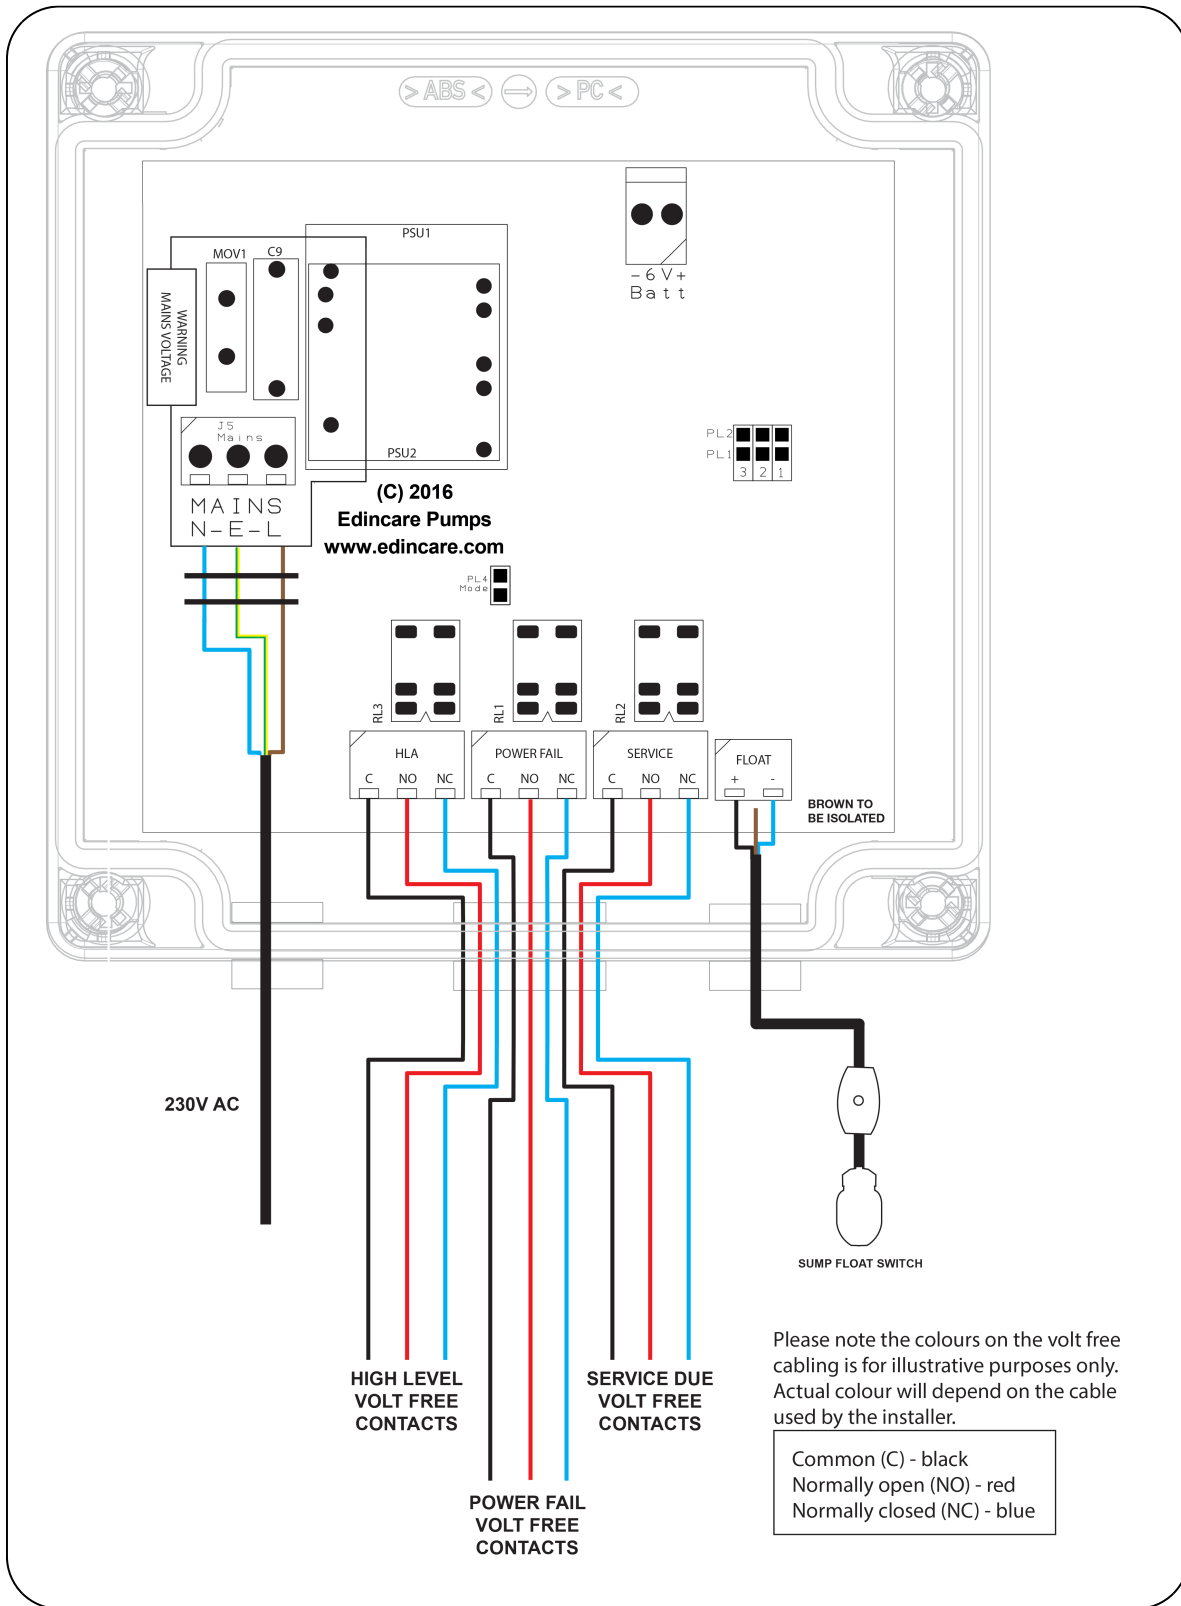 > ABS <
> PC <
PSU1
MOV1
C9
WARNING
MAINS VOLTAGE
- 6 V +
Batt
J5
Mains
PSU2
PL2
PL1
3 2 1
MAINS
N-E-L
(C) 2016
Edincare Pumps
www.edincare.com
PL4
Mode
RL3
RL1
RL2
HLA
C NO NC
POWER FAIL
C NO NC
SERVICE
C NO NC
FLOAT
+ -
BROWN TO
BE ISOLATED
230V AC
SUMP FLOAT SWITCH
HIGH LEVEL
VOLT FREE
CONTACTS
SERVICE DUE
VOLT FREE
CONTACTS
POWER FAIL
VOLT FREE
CONTACTS
Please note the colours on the volt free
cabling is for illustrative purposes only.
Actual colour will depend on the cable
used by the installer.
Common (C) - black
Normally open (NO) - red
Normally closed (NC) - blue